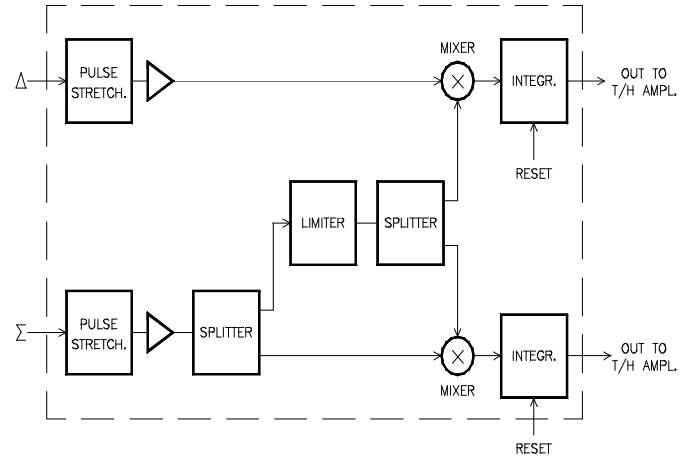 MIXER
Δ
PULSE
STRETCH.
X
INTEGR.
OUT TO
T/H AMPL.
RESET
LIMITER
SPLITTER
Σ
PULSE
STRETCH.
SPLITTER
X
MIXER
INTEGR.
OUT TO
T/H AMPL.
RESET